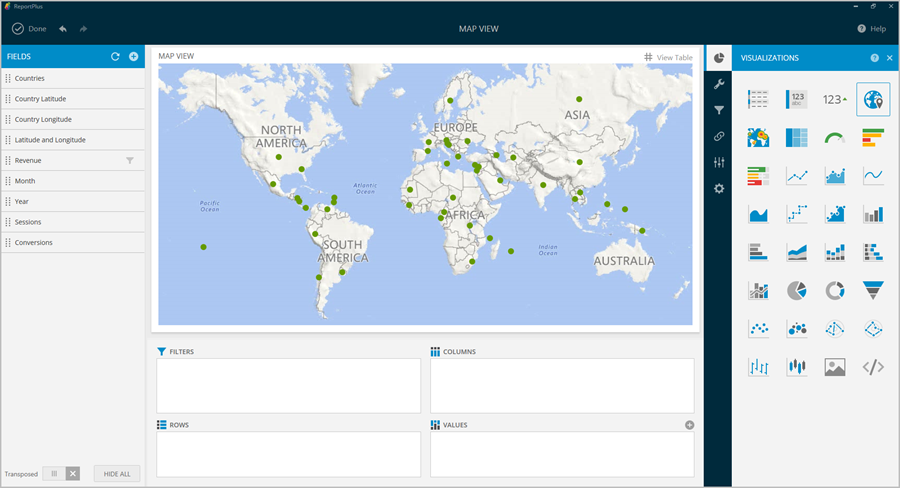 ReportPlus
Done
MAP VIEW
Help
FIELDS
Countries
Country Latitude
Country Longitude
Latitude and Longitude
Revenue
Month
Year
Sessions
Conversions
Transposed
HIDE ALL
MAP VIEW
View Table
NORTH
AMERICA
EUROPE
ASIA
Atlantic
Ocean
Pacific
Ocean
AFRICA
SOUTH
AMERICA
Indian
Ocean
AUSTRALIA
FILTERS
COLUMNS
ROWS
VALUES
VISUALIZATIONS
123
abc
123